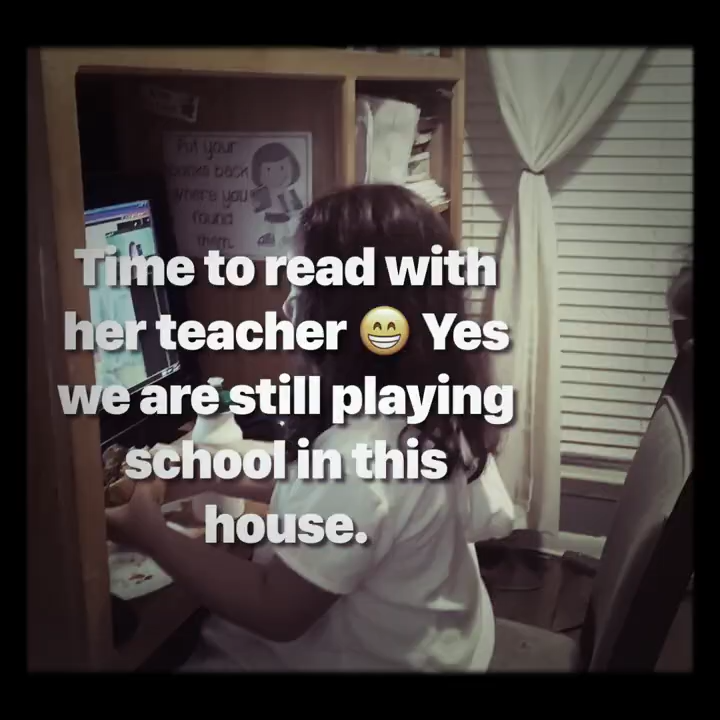 Put your
books back
where you
found
them.
Time to read with
her teacher 😁 Yes
we are still playing
school in this
house.